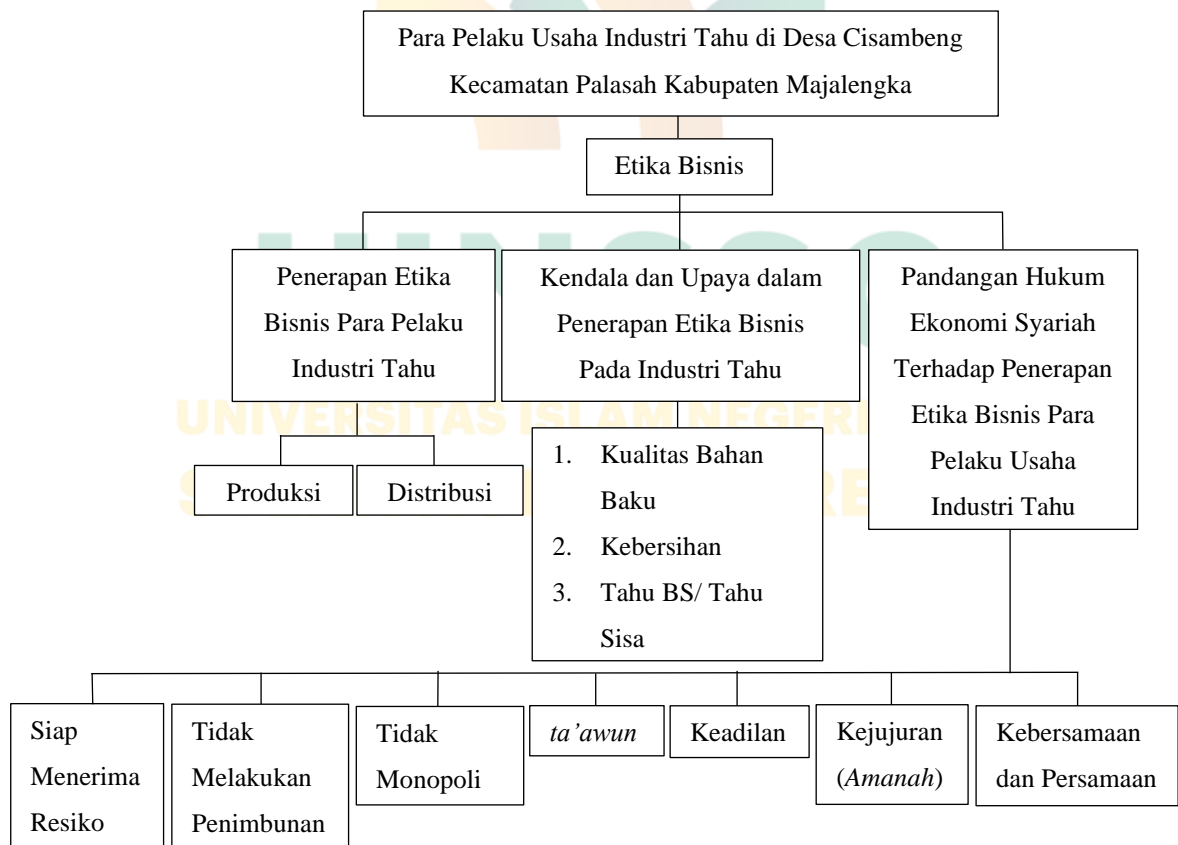 Para Pelaku Usaha Industri Tahu di Desa Cisambeng
Kecamatan Palasah Kabupaten Majalengka
Etika Bisnis
Penerapan Etika
Bisnis Para Pelaku
Industri Tahu
Kendala dan Upaya dalam
Penerapan Etika Bisnis
Pada Industri Tahu
Pandangan Hukum
Ekonomi Syariah
Terhadap Penerapan
Etika Bisnis Para
Pelaku Usaha
Industri Tahu
UNIVERSITAS ISLAM NEGERI
Produksi
Distribusi
1. Kualitas Bahan
Baku
2. Kebersihan
3. Tahu BS/ Tahu
Sisa
Siap
Menerima
Resiko
Tidak
Melakukan
Penimbunan
Tidak
Monopoli
ta’awun
Keadilan
Kejujuran
(Amanah)
Kebersamaan
dan Persamaan